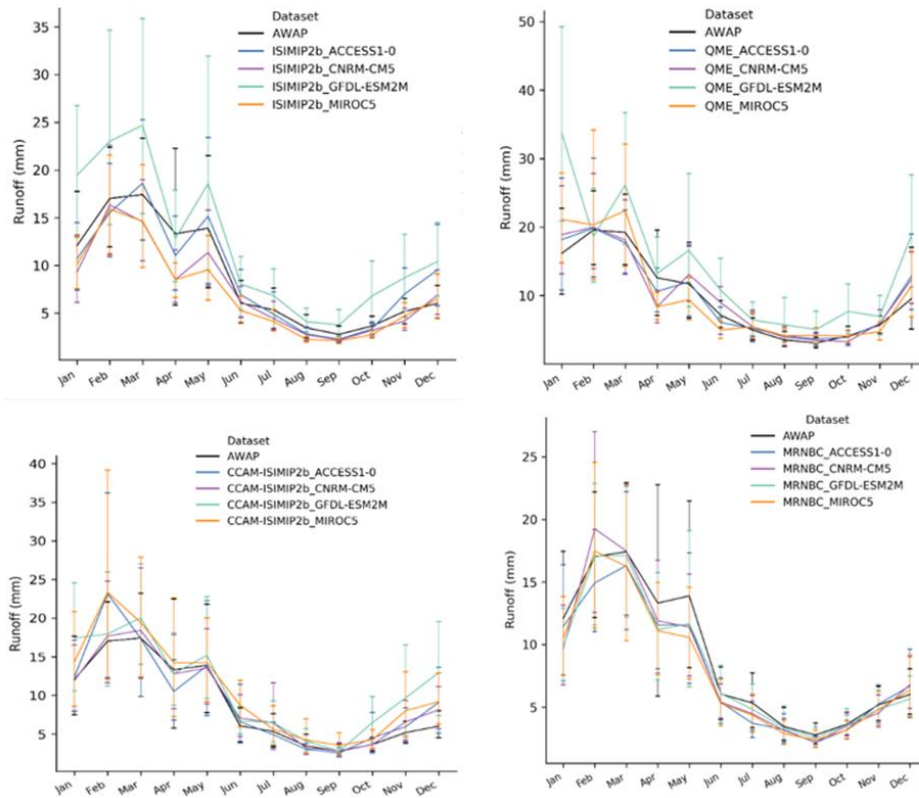 Dataset
AWAP
ISIMIP2b_ACCESS1-0
ISIMIP2b_CNRM-CM5
ISIMIP2b_GFDL-ESM2M
ISIMIP2b_MIROC5
Runoff (mm)
35
30
25
20
15
10
5
Jan Feb Mar Apr May Jun Jul Aug Sep Oct Nov Dec
Dataset
AWAP
QME_ACCESS1-0
QME_CNRM-CM5
QME_GFDL-ESM2M
QME_MIROC5
Runoff (mm)
50
40
30
20
10
Jan Feb Mar Apr May Jun Jul Aug Sep Oct Nov Dec
Dataset
AWAP
CCAM-ISIMIP2b_ACCESS1-0
CCAM-ISIMIP2b_CNRM-CM5
CCAM-ISIMIP2b_GFDL-ESM2M
CCAM-ISIMIP2b_MIROC5
Runoff (mm)
40
35
30
25
20
15
10
5
Jan Feb Mar Apr May Jun Jul Aug Sep Oct Nov Dec
Dataset
AWAP
MRNBC_ACCESS1-0
MRNBC_CNRM-CM5
MRNBC_GFDL-ESM2M
MRNBC_MIROC5
Runoff (mm)
25
20
15
10
5
Jan Feb Mar Apr May Jun Jul Aug Sep Oct Nov Dec